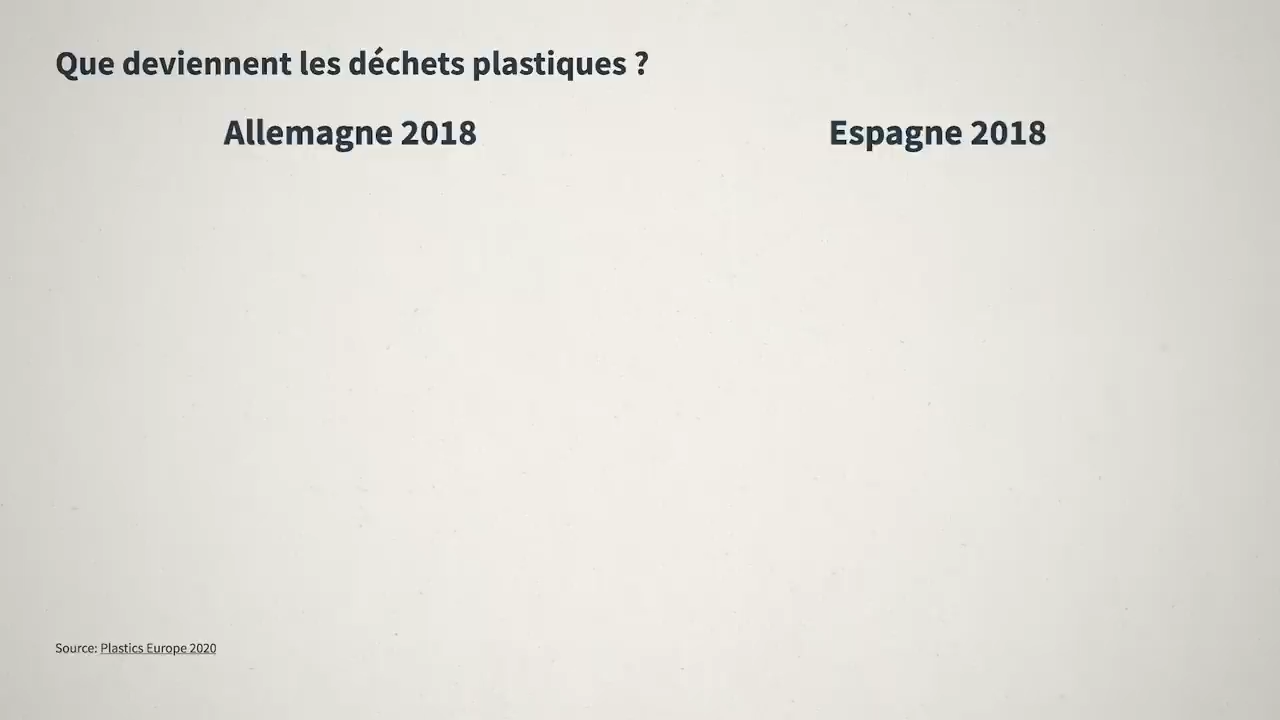 Que deviennent les déchets plastiques ?
Allemagne 2018
Espagne 2018
Source: Plastics Europe 2020